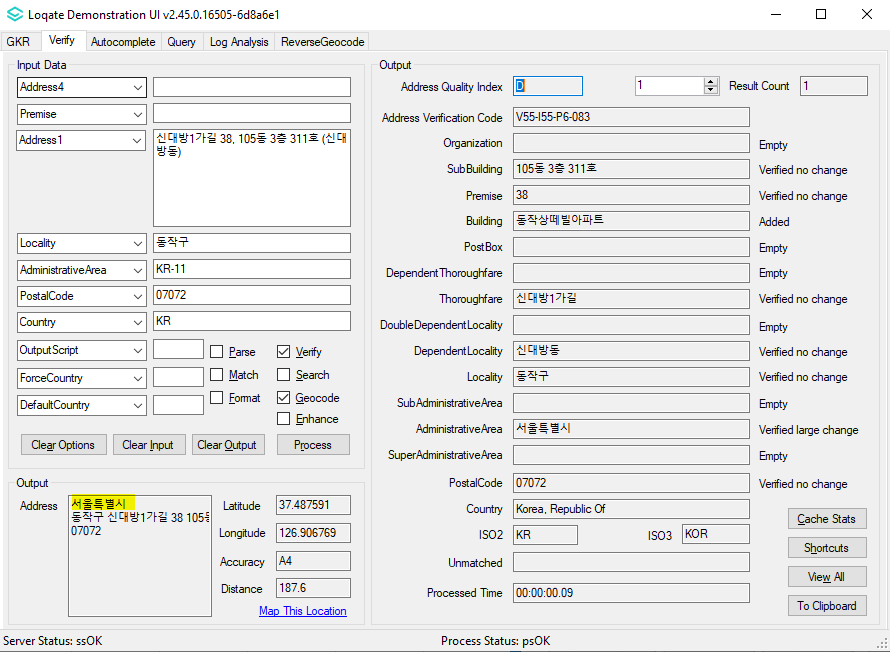 Loqate Demonstration UI v2.45.0.16505-6d8a6e1
GKR Verify Autocomplete Query Log Analysis ReverseGeocode
Input Data
Address4
Premise
Address1 신대방1가길 38, 105동 3층 311호 (신대
방동)
Locality 동작구
AdministrativeArea KR-11
PostalCode 07072
Country KR
OutputScript Parse Verify
ForceCountry Match Search
DefaultCountry Format Geocode
Enhance
Clear Options Clear Input Clear Output Process
Output
Address 서울특별시
동작구 신대방1가길 38 105
07072
Latitude 37.487591
Longitude 126.906769
Accuracy A4
Distance 187.6
Map This Location
Output
Address Quality Index D 1 Result Count 1
Address Verification Code V55-I55-P6-083
Organization Empty
SubBuilding 105동 3층 311호 Verified no change
Premise 38 Verified no change
Building 동작상떼빌아파트 Added
PostBox Empty
DependentThoroughfare Empty
Thoroughfare 신대방1가길 Verified no change
DoubleDependentLocality Empty
DependentLocality 신대방동 Verified no change
Locality 동작구 Verified no change
SubAdministrativeArea Empty
AdministrativeArea 서울특별시 Verified large change
SuperAdministrativeArea Empty
PostalCode 07072 Verified no change
Country Korea, Republic Of
ISO2 KR ISO3 KOR
Unmatched
Processed Time 00:00:00.09
Cache Stats
Shortcuts
View All
To Clipboard
Server Status: ssOK Process Status: psOK